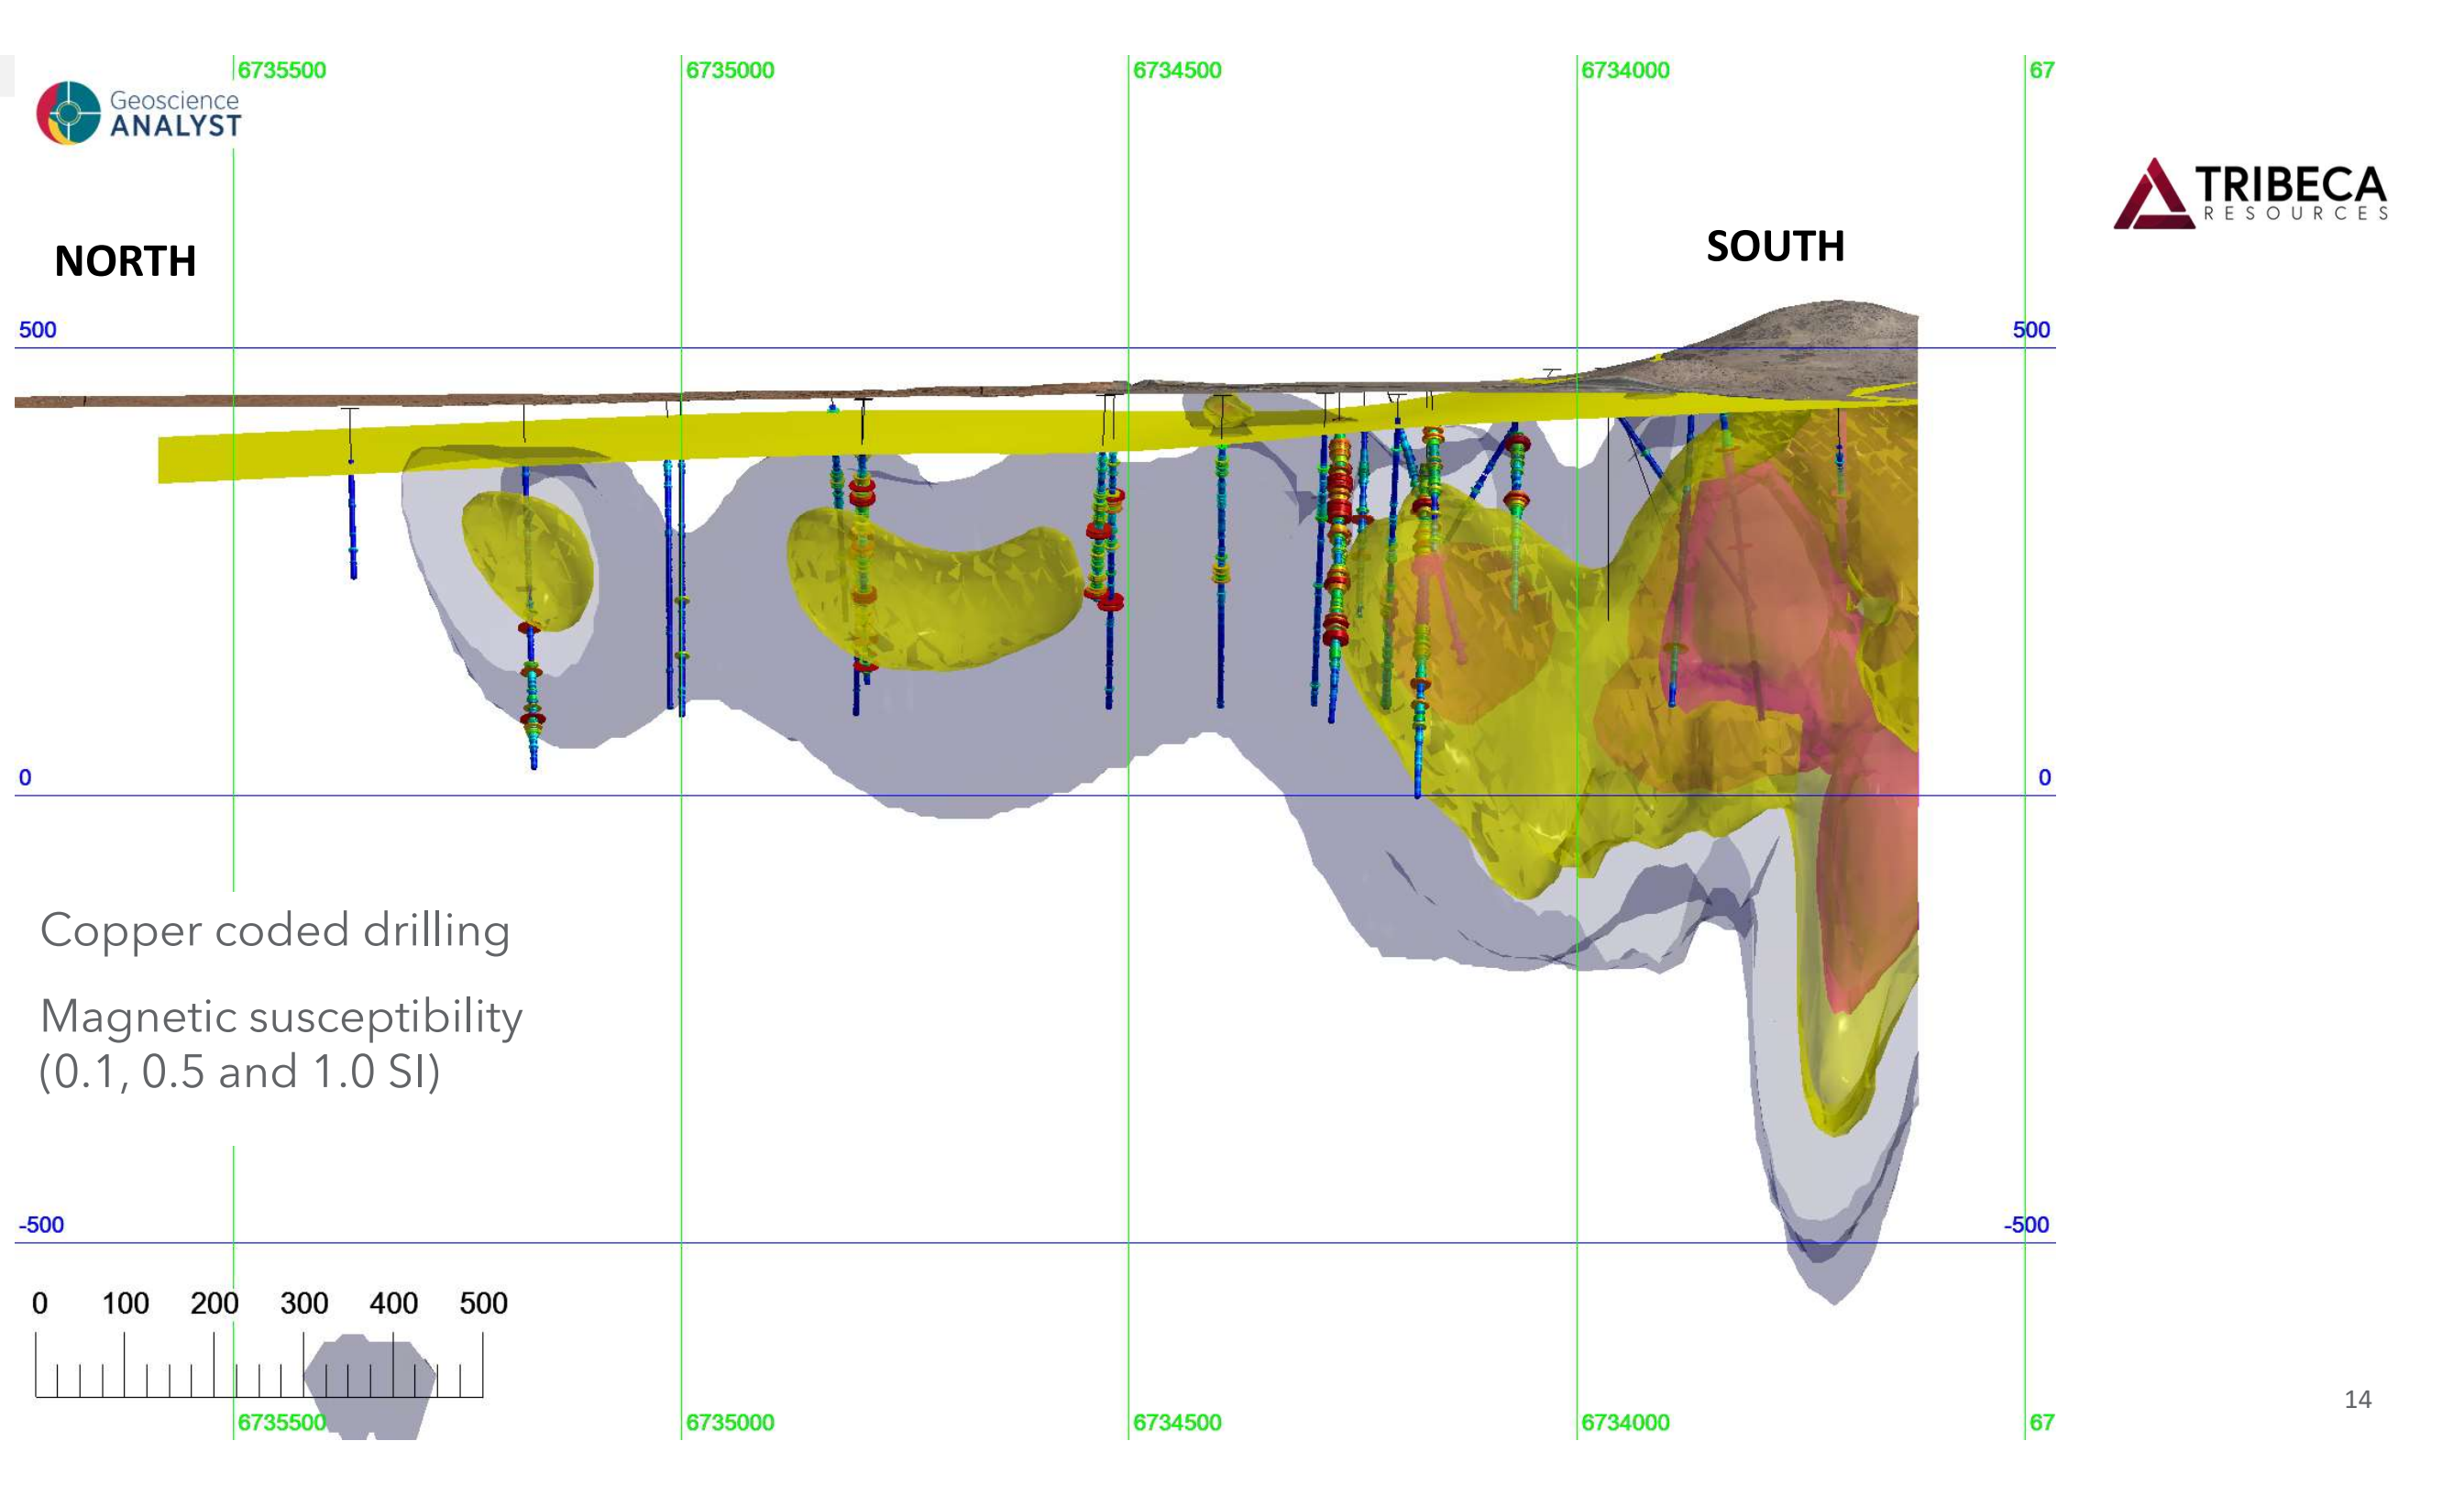 6735500 6735000 6734500 6734000 67
Geoscience
ANALYST
TRIBECA
RESOURCES
NORTH SOUTH
500 500
0 0
Copper coded drilling
Magnetic susceptibility
(0.1, 0.5 and 1.0 SI)
-500 -500
0 100 200 300 400 500
14
6735500 6735000 6734500 6734000 67